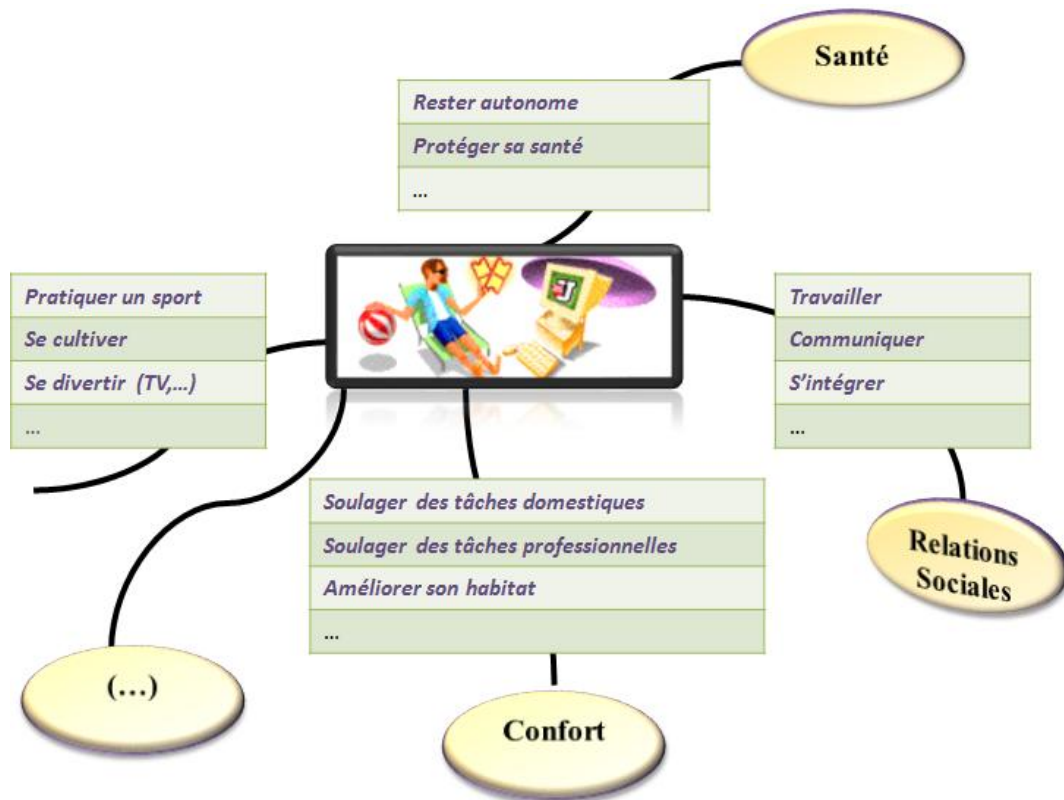 Santé
Rester autonome
Protéger sa santé
...
Pratiquer un sport
Se cultiver
Se divertir (TV,...)
...
Travailler
Communiquer
S'intégrer
...
Relations
Sociales
Soulager des tâches domestiques
Soulager des tâches professionnelles
Améliorer son habitat
...
(...)
Confort